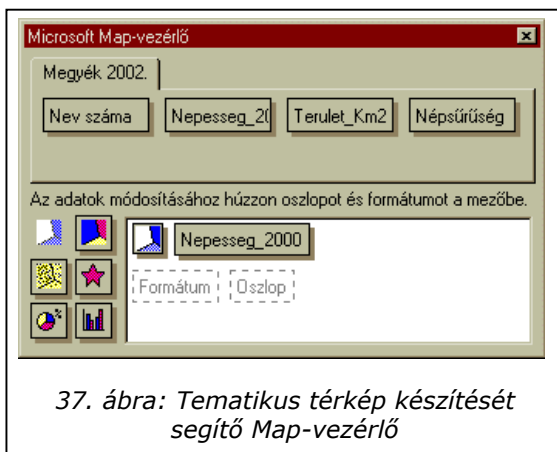 Microsoft Map-vezérlő
Megyék 2002.
Nev száma Nepesseg_2( Terulet_Km2 Népsűrűség
Az adatok módosításához húzzon oszlopot és formátumot a mezőbe.
Nepesseg_2000
Formátum Oszlop
37. ábra: Tematikus térkép készítését
segítő Map-vezérlő